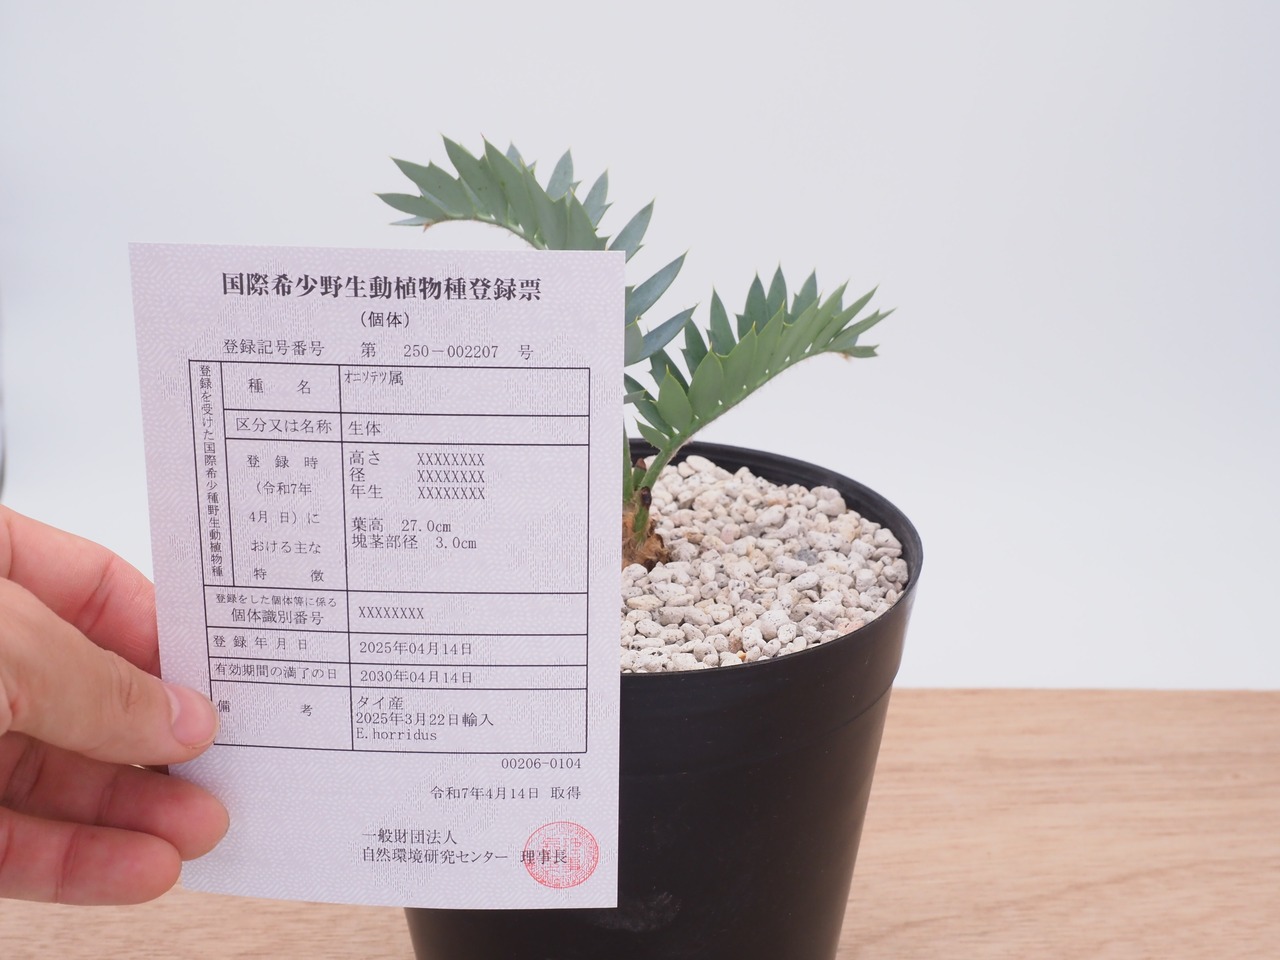 国際希少野生動植物種登録票
（個体）
登録記号番号 第 250－002207 号
登録を受けた国際希少種野生動植物種
種 名 ｵﾆｿﾃﾂ属
区分又は名称 生体
登 録 時
（令和7年
4月 日）に
おける主な
特 徴
高さ XXXXXXXX
径 XXXXXXXX
年生 XXXXXXXX
葉高 27.0cm
塊茎部径 3.0cm
登録をした個体等に係る
個体識別番号 XXXXXXXX
登 録 年 月 日 2025年04月14日
有効期間の満了の日 2030年04月14日
備 考
タイ産
2025年3月22日輸入
E.horridus
00206-0104
令和7年4月14日 取得
一般財団法人
自然環境研究センター 理事長